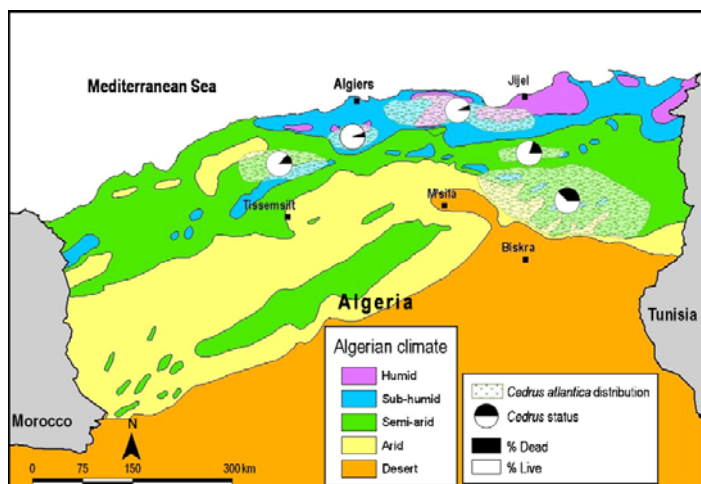 Mediterranean Sea
Algiers
Jijel
Tissemsilt
M'sila
Biskra
Algeria
Tunisia
Morocco
N
0 75 150 300 km
Algerian climate
Humid
Sub-humid
Semi-arid
Arid
Desert
Cedrus atlantica distribution
Cedrus status
% Dead
% Live